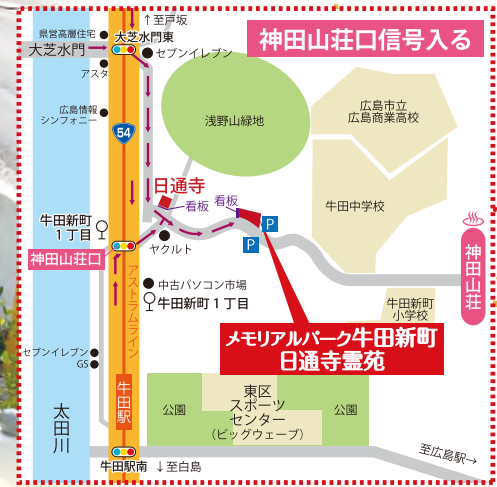 神田山荘口信号入る
県営高層住宅
↑至戸坂
大芝水門
大芝水門東
セブンイレブン
アスタ
広島情報
シンフォニー
54
浅野山緑地
広島市立
広島商業高校
日通寺
看板
看板
牛田中学校
P
P
牛田新町
1丁目
ヤクルト
神田山荘口
神田山荘
アストラムライン
中古パソコン市場
牛田新町1丁目
牛田新町
小学校
メモリアルパーク牛田新町
日通寺霊苑
セブンイレブン
GS
牛田駅
太田川
公園
東区
スポーツ
センター
(ビッグウェーブ)
公園
至広島駅→
牛田駅南
↓至白島